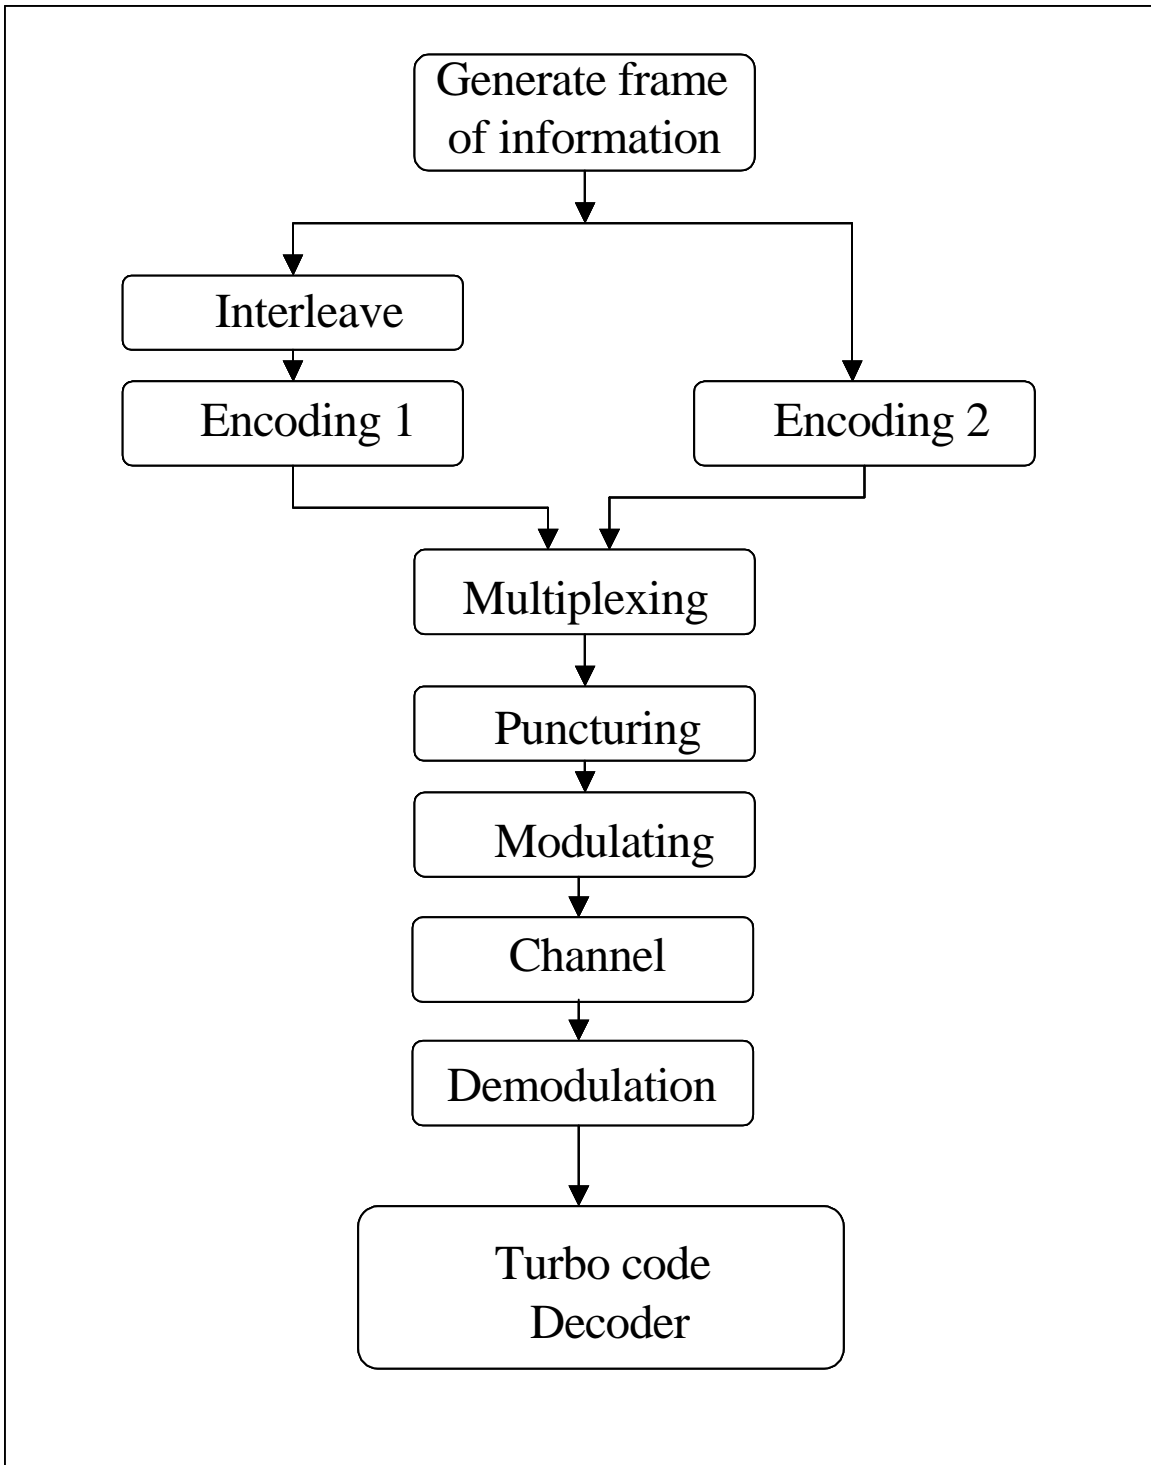 Generate frame
of information
Interleave
Encoding 1
Encoding 2
Multiplexing
Puncturing
Modulating
Channel
Demodulation
Turbo code
Decoder